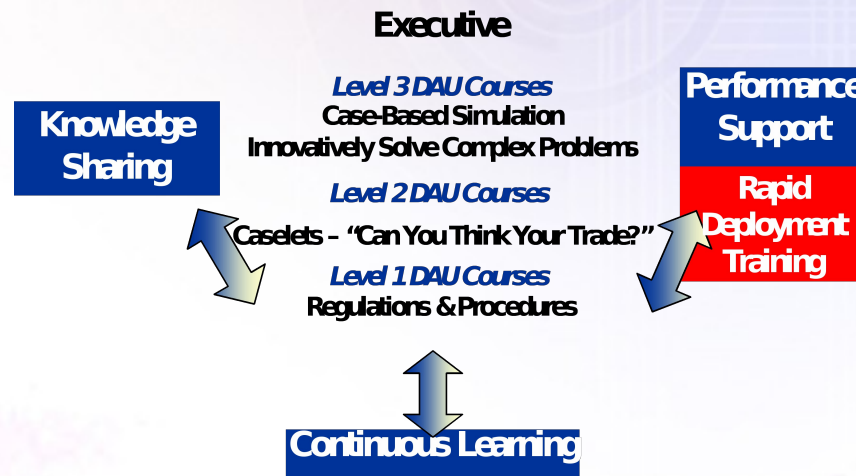 Executive
Level 3 DAU Courses
Case-Based Simulation
Innovatively Solve Complex Problems
Level 2 DAU Courses
Caselets – “Can You Think Your Trade?”
Level 1 DAU Courses
Regulations & Procedures
Knowledge
Sharing
Performance
Support
Rapid
Deployment
Training
Continuous Learning